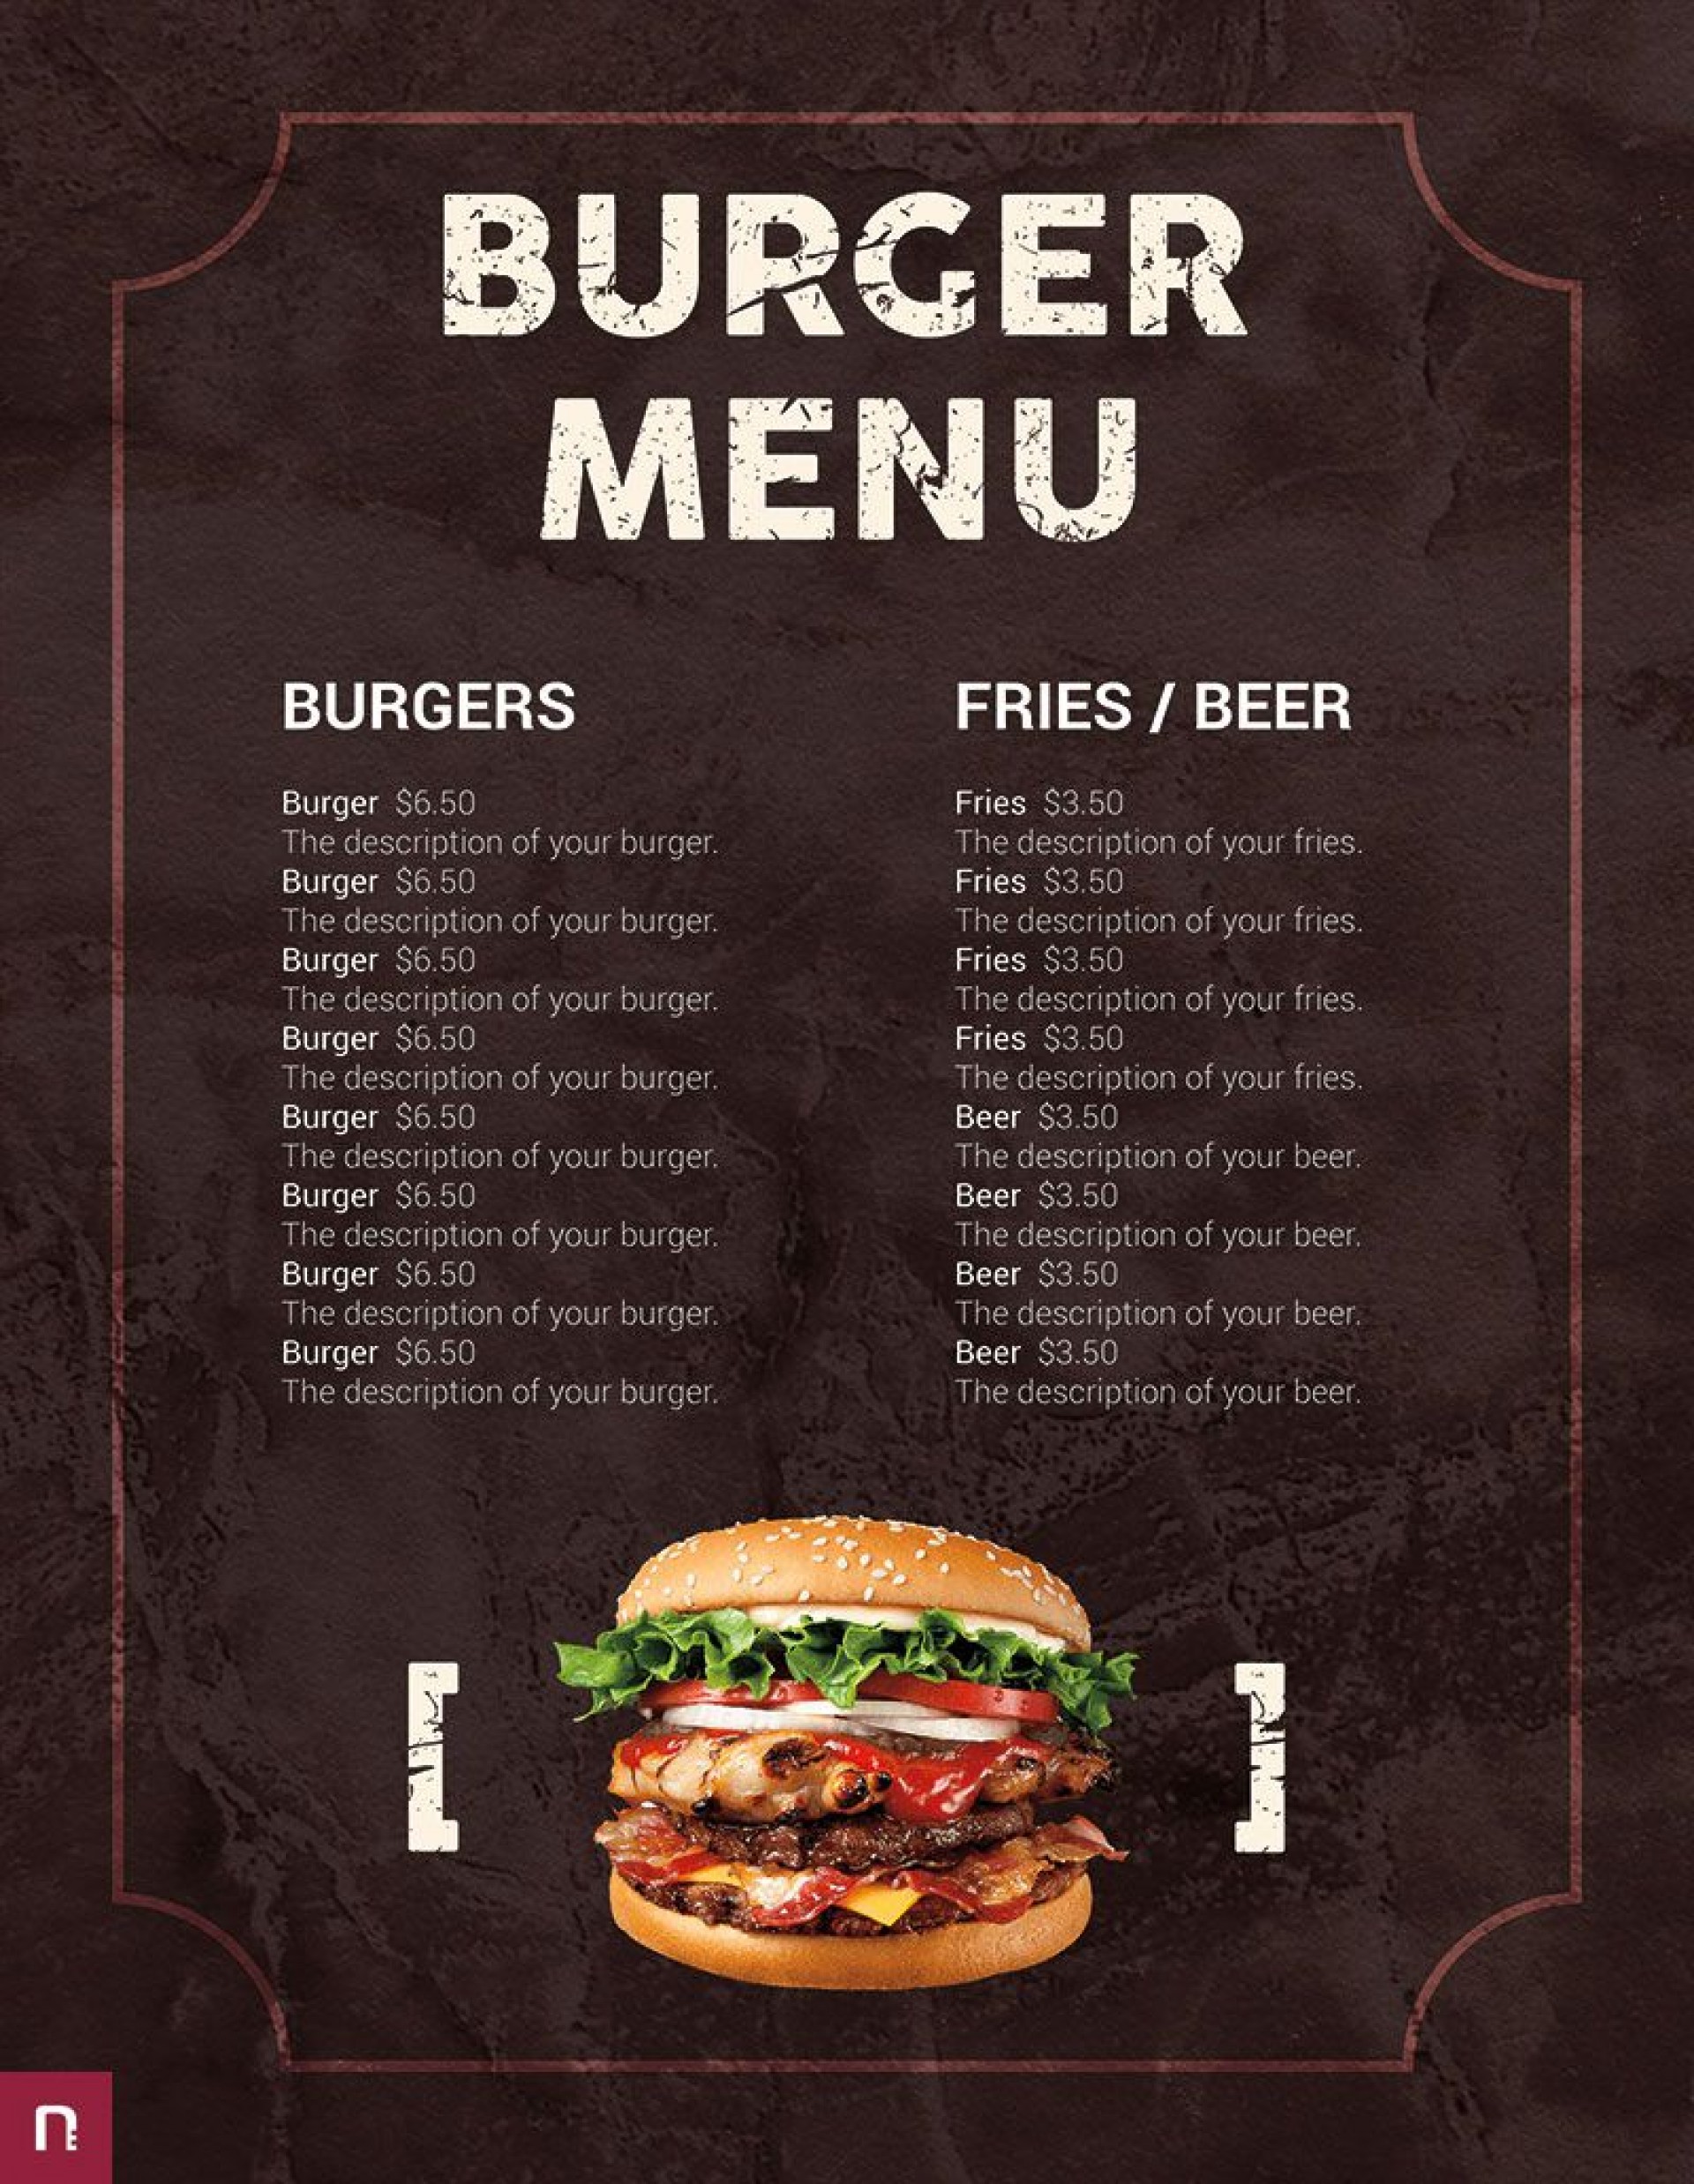 BURGER
MENU
BURGERS
Burger $6.50
The description of your burger.
Burger $6.50
The description of your burger.
Burger $6.50
The description of your burger.
Burger $6.50
The description of your burger.
Burger $6.50
The description of your burger.
Burger $6.50
The description of your burger.
Burger $6.50
The description of your burger.
Burger $6.50
The description of your burger.
FRIES / BEER
Fries $3.50
The description of your fries.
Fries $3.50
The description of your fries.
Fries $3.50
The description of your fries.
Fries $3.50
The description of your fries.
Beer $3.50
The description of your beer.
Beer $3.50
The description of your beer.
Beer $3.50
The description of your beer.
Beer $3.50
The description of your beer.
[ ]